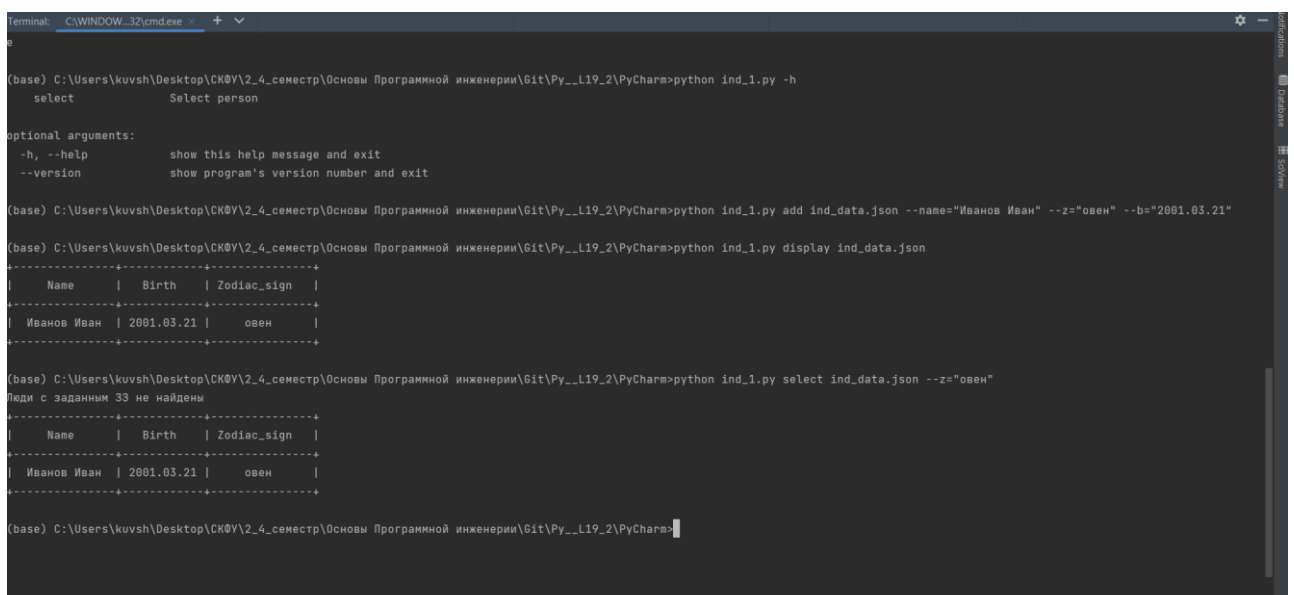 Terminal: C:\WINDOW...32\cmd.exe × +
e
(base) C:\Users\kuvsh\Desktop\СКФУ\2_4_семестр\Основы Программной инженерии\Git\Py__L19_2\PyCharm>python ind_1.py -h
    select              Select person
optional arguments:
  -h, --help            show this help message and exit
  --version             show program's version number and exit
(base) C:\Users\kuvsh\Desktop\СКФУ\2_4_семестр\Основы Программной инженерии\Git\Py__L19_2\PyCharm>python ind_1.py add ind_data.json --name="Иванов Иван" --z="овен" --b="2001.03.21"
(base) C:\Users\kuvsh\Desktop\СКФУ\2_4_семестр\Основы Программной инженерии\Git\Py__L19_2\PyCharm>python ind_1.py display ind_data.json
+---------------+------------+---------------+
|     Name      |   Birth    | Zodiac_sign   |
+---------------+------------+---------------+
|  Иванов Иван  | 2001.03.21 |     овен      |
+---------------+------------+---------------+
(base) C:\Users\kuvsh\Desktop\СКФУ\2_4_семестр\Основы Программной инженерии\Git\Py__L19_2\PyCharm>python ind_1.py select ind_data.json --z="овен"
Люди с заданным ЗЗ не найдены
+---------------+------------+---------------+
|     Name      |   Birth    | Zodiac_sign   |
+---------------+------------+---------------+
|  Иванов Иван  | 2001.03.21 |     овен      |
+---------------+------------+---------------+
(base) C:\Users\kuvsh\Desktop\СКФУ\2_4_семестр\Основы Программной инженерии\Git\Py__L19_2\PyCharm>
Notifications
Database
SciView